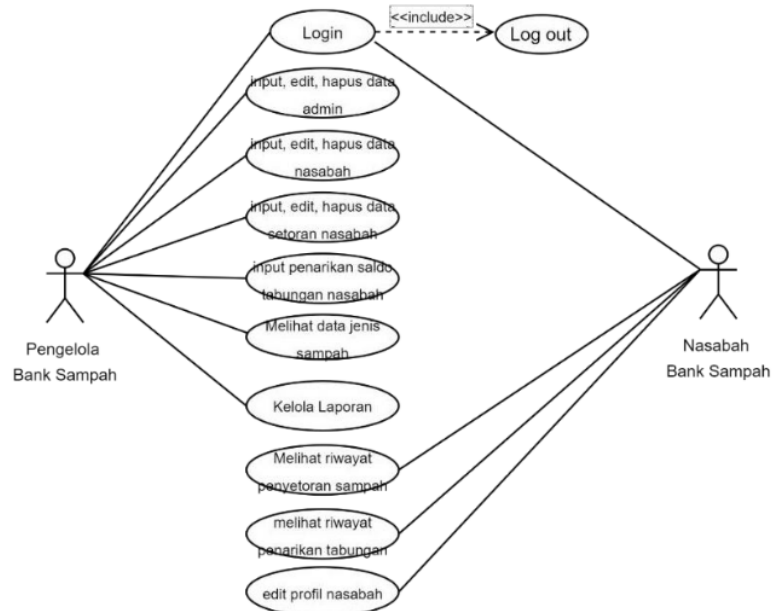 <<include>>
Login
Log out
input, edit, hapus data
admin
input, edit, hapus data
nasabah
input, edit, hapus data
setoran nasabah
input penarikan saldo
tabungan nasabah
Melihat data jenis
sampah
Pengelola
Bank Sampah
Nasabah
Bank Sampah
Kelola Laporan
Melihat riwayat
penyetoran sampah
melihat riwayat
penarikan tabungan
edit profil nasabah